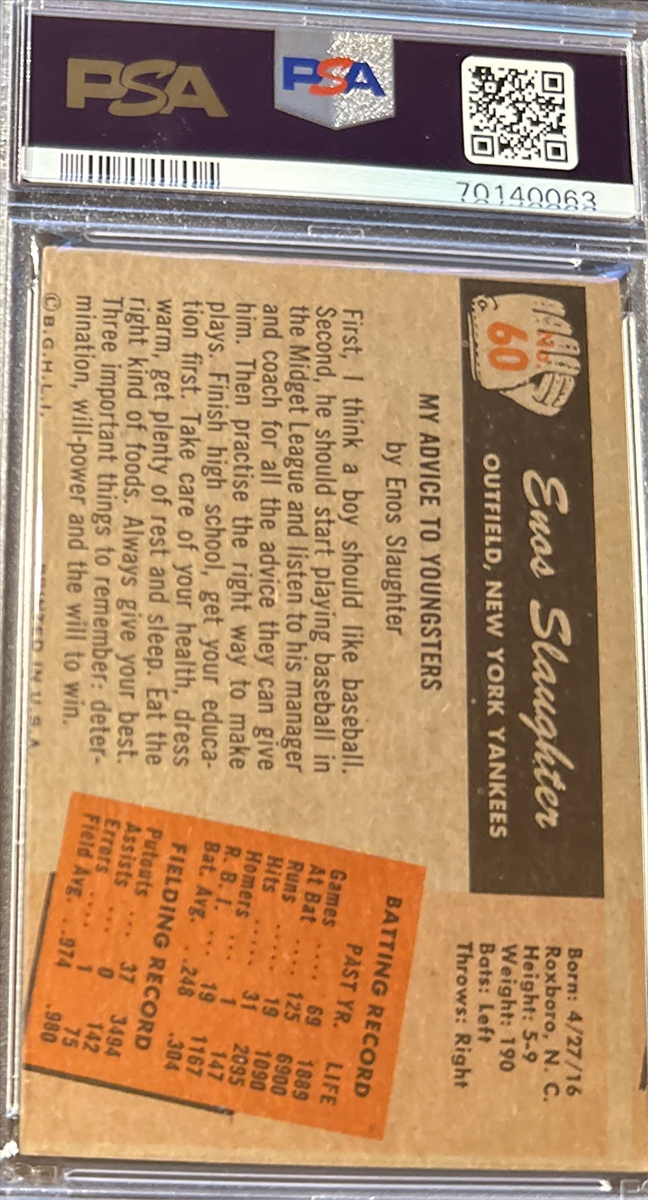 PSA
PSA
70140063
No.
60
Enos Slaughter
OUTFIELD, NEW YORK YANKEES
Born: 4/27/16
Roxboro, N. C.
Height: 5-9
Weight: 190
Bats: Left
Throws: Right
MY ADVICE TO YOUNGSTERS
by Enos Slaughter
First, I think a boy should like baseball.
Second, he should start playing baseball in
the Midget League and listen to his manager
and coach for all the advice they can give
him. Then practise the right way to make
plays. Finish high school, get your educa-
tion first. Take care of your health, dress
warm, get plenty of rest and sleep. Eat the
right kind of foods. Always give your best.
Three important things to remember: deter-
mination, will-power and the will to win.
©B.G.H.L.I.
PRINTED IN U.S.A
BATTING RECORD
PAST YR. LIFE
Games ..... 69 1889
At Bat .... 125 6900
Runs ..... 19 1090
Hits ..... 31 2095
Homers .... 1 147
R. B. I. .... 19 1167
Bat. Avg. ..248 .304
FIELDING RECORD
Putouts ... 37 3494
Assists ... 0 142
Errors .... 1 75
Field Avg. ..974 .980